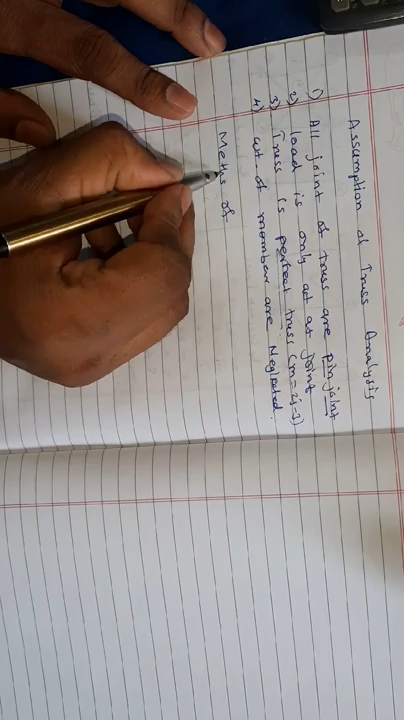 Assumption of Truss Analysis
1) All joint of truss are pin joint
2) load is only act at joint
3) Truss is perfect truss (m = 2j-3)
4) wt of member are Neglected.
Meths of